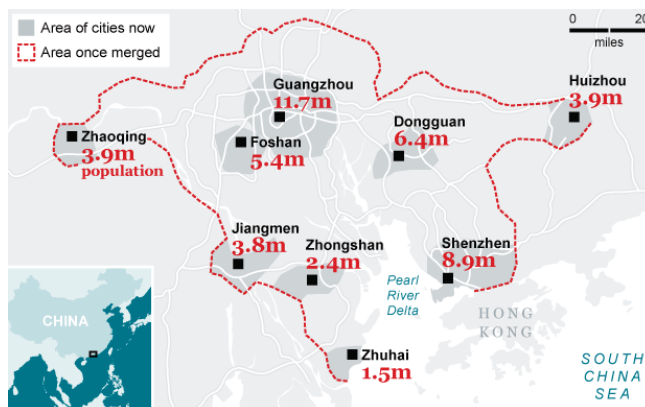 Area of cities now
Area once merged
0 20
miles
Guangzhou
11.7m
Huizhou
3.9m
Zhaoqing
3.9m
population
Foshan
5.4m
Dongguan
6.4m
Jiangmen
3.8m
Zhongshan
2.4m
Shenzhen
8.9m
Pearl
River
Delta
HONG
KONG
CHINA
Zhuhai
1.5m
SOUTH
CHINA
SEA